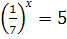 (1/7)^x = 5